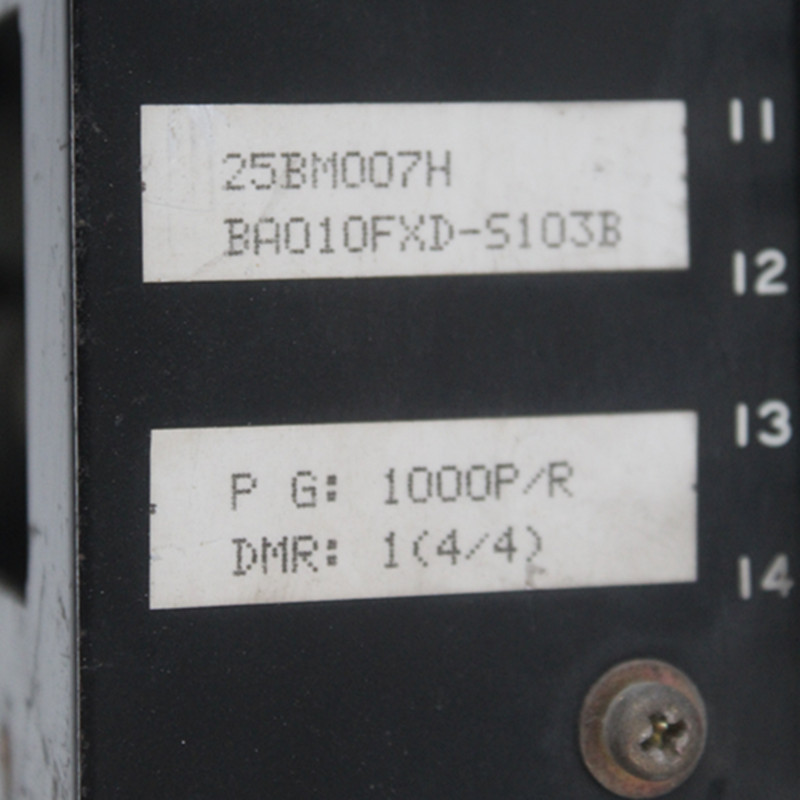 25BM007H
BA010FXD-S103B
P G: 1000P/R
DMR: 1(4/4)
11
12
13
14